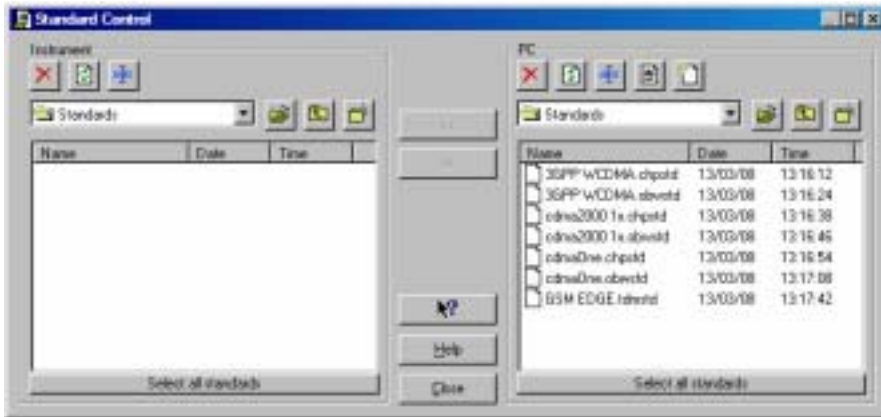 Standard Control
Instrument
Standards
Name Date Time
Select all standards
Help
Close
PC
Standards
Name Date Time
3GPP WCDMA.chpstd 13/03/08 13:16:12
3GPP WCDMA.obwstd 13/03/08 13:16:24
cdma2000 1x.chpstd 13/03/08 13:16:38
cdma2000 1x.obwstd 13/03/08 13:16:46
cdmaOne.chpstd 13/03/08 13:16:54
cdmaOne.obwstd 13/03/08 13:17:08
GSM EDGE 13/03/08 13:17:42
Select all standards